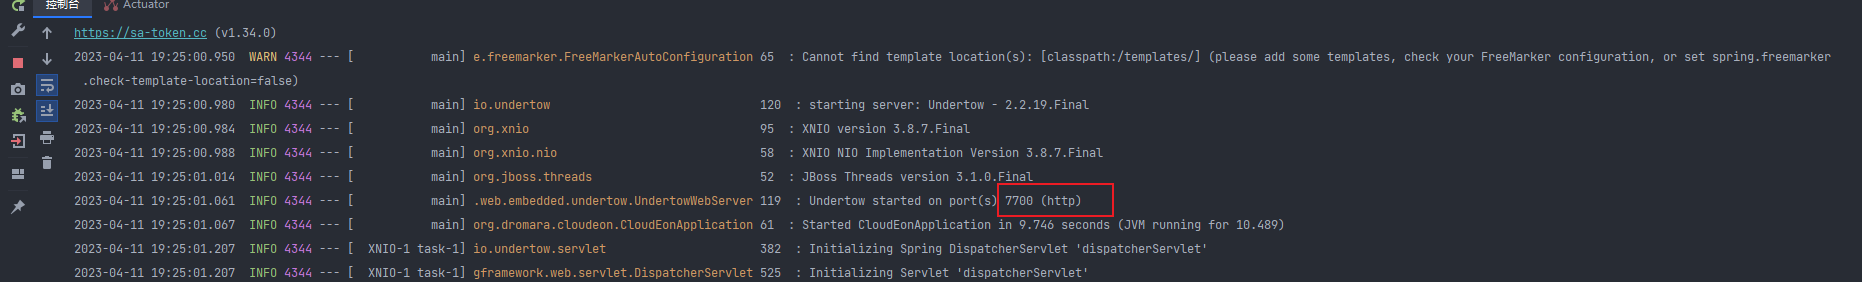 控制台 Actuator
https://sa-token.cc (v1.34.0)
2023-04-11 19:25:00.950  WARN 4344 --- [           main] e.freemarker.FreeMarkerAutoConfiguration 65  : Cannot find template location(s): [classpath:/templates/] (please add some templates, check your FreeMarker configuration, or set spring.freemarker
.check-template-location=false)
2023-04-11 19:25:00.980  INFO 4344 --- [           main] io.undertow                              120  : starting server: Undertow - 2.2.19.Final
2023-04-11 19:25:00.984  INFO 4344 --- [           main] org.xnio                                 95  : XNIO version 3.8.7.Final
2023-04-11 19:25:00.988  INFO 4344 --- [           main] org.xnio.nio                             58  : XNIO NIO Implementation Version 3.8.7.Final
2023-04-11 19:25:01.014  INFO 4344 --- [           main] org.jboss.threads                        52  : JBoss Threads version 3.1.0.Final
2023-04-11 19:25:01.061  INFO 4344 --- [           main] .web.embedded.undertow.UndertowWebServer 119  : Undertow started on port(s) 7700 (http)
2023-04-11 19:25:01.067  INFO 4344 --- [           main] org.dromara.cloudeon.CloudEonApplication 61  : Started CloudEonApplication in 9.746 seconds (JVM running for 10.489)
2023-04-11 19:25:01.207  INFO 4344 --- [  XNIO-1 task-1] io.undertow.servlet                      382  : Initializing Spring DispatcherServlet 'dispatcherServlet'
2023-04-11 19:25:01.207  INFO 4344 --- [  XNIO-1 task-1] gframework.web.servlet.DispatcherServlet 525  : Initializing Servlet 'dispatcherServlet'